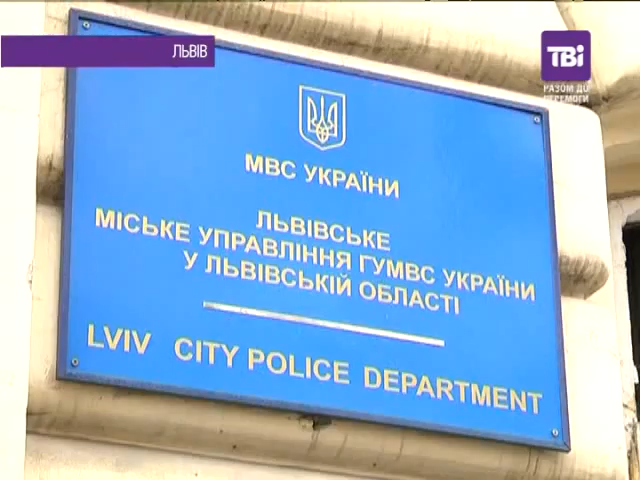 ЛЬВІВ
ТВі
РАЗОМ ДО
ПЕРЕМОГИ
МВС УКРАЇНИ
ЛЬВІВСЬКЕ
МІСЬКЕ УПРАВЛІННЯ ГУМВС УКРАЇНИ
У ЛЬВІВСЬКІЙ ОБЛАСТІ
LVIV CITY POLICE DEPARTMENT